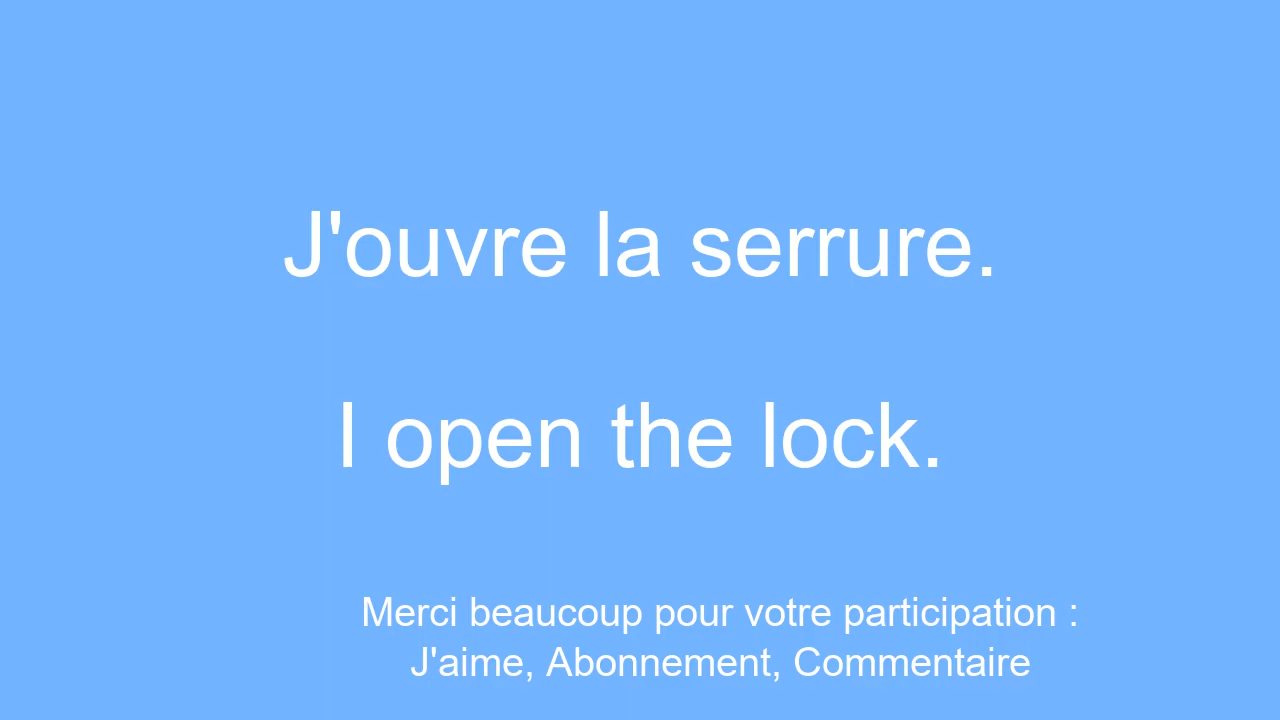 J'ouvre la serrure.
I open the lock.
Merci beaucoup pour votre participation :
J'aime, Abonnement, Commentaire